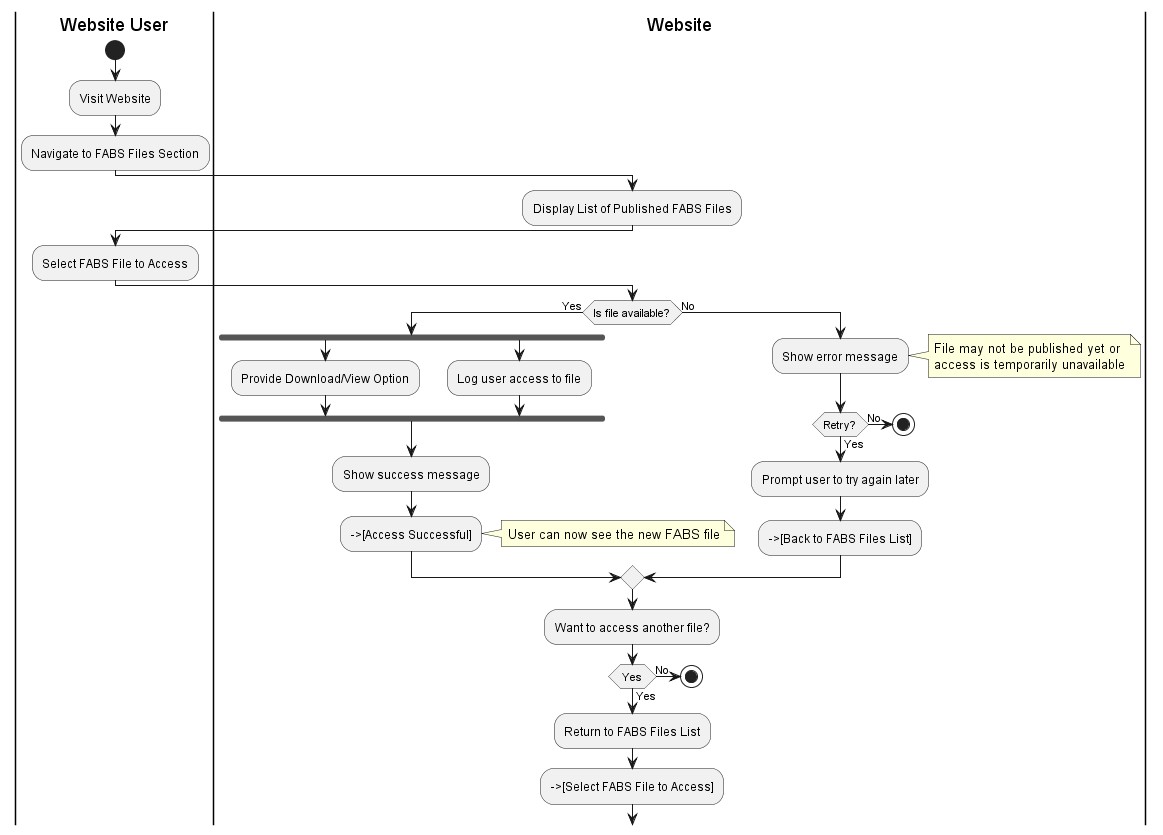 Website User
Website
Visit Website
Navigate to FABS Files Section
Display List of Published FABS Files
Select FABS File to Access
Yes
Is file available?
No
Provide Download/View Option
Log user access to file
Show error message
File may not be published yet or
access is temporarily unavailable
Retry?
No
Yes
Show success message
Prompt user to try again later
->[Access Successful]
User can now see the new FABS file
->[Back to FABS Files List]
Want to access another file?
Yes
No
Yes
Return to FABS Files List
->[Select FABS File to Access]